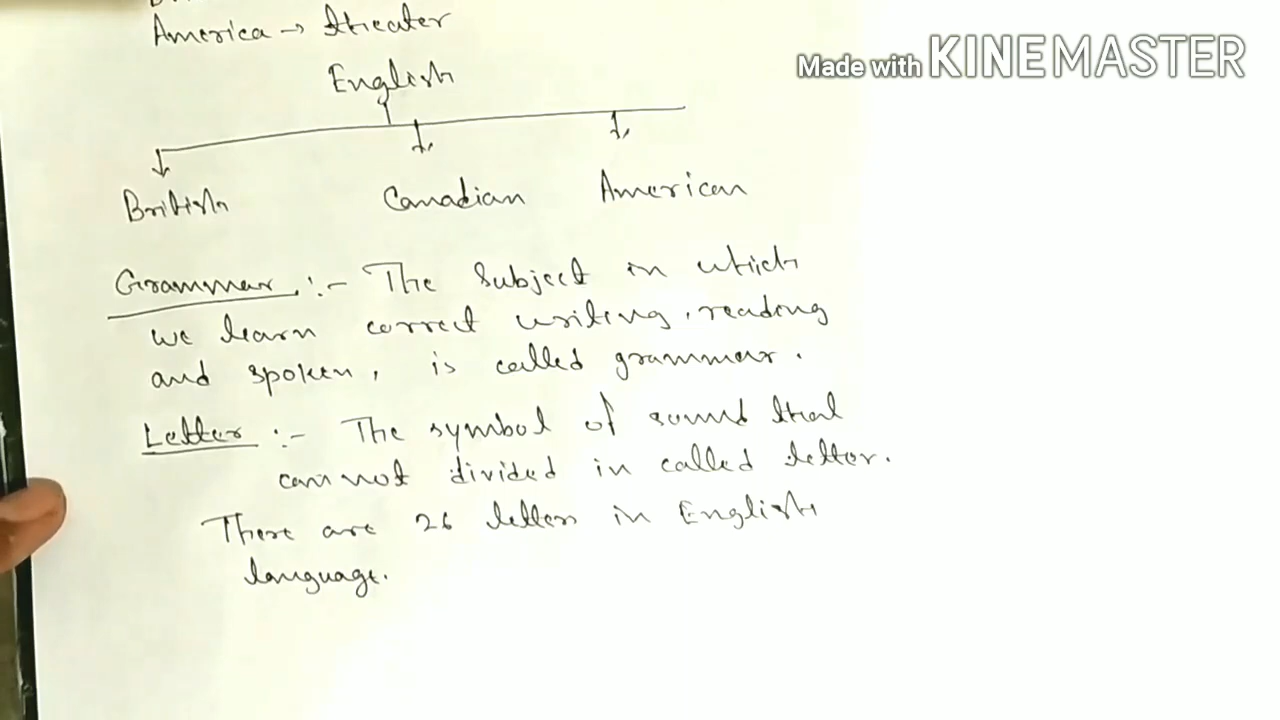 America → theater
Made with KINEMASTER
English
British Canadian American
Grammar :- The subject in which
we learn correct writing, reading
and spoken, is called grammar.
Letter :- The symbol of sound that
can not divided in called letter.
There are 26 letters in English
language.